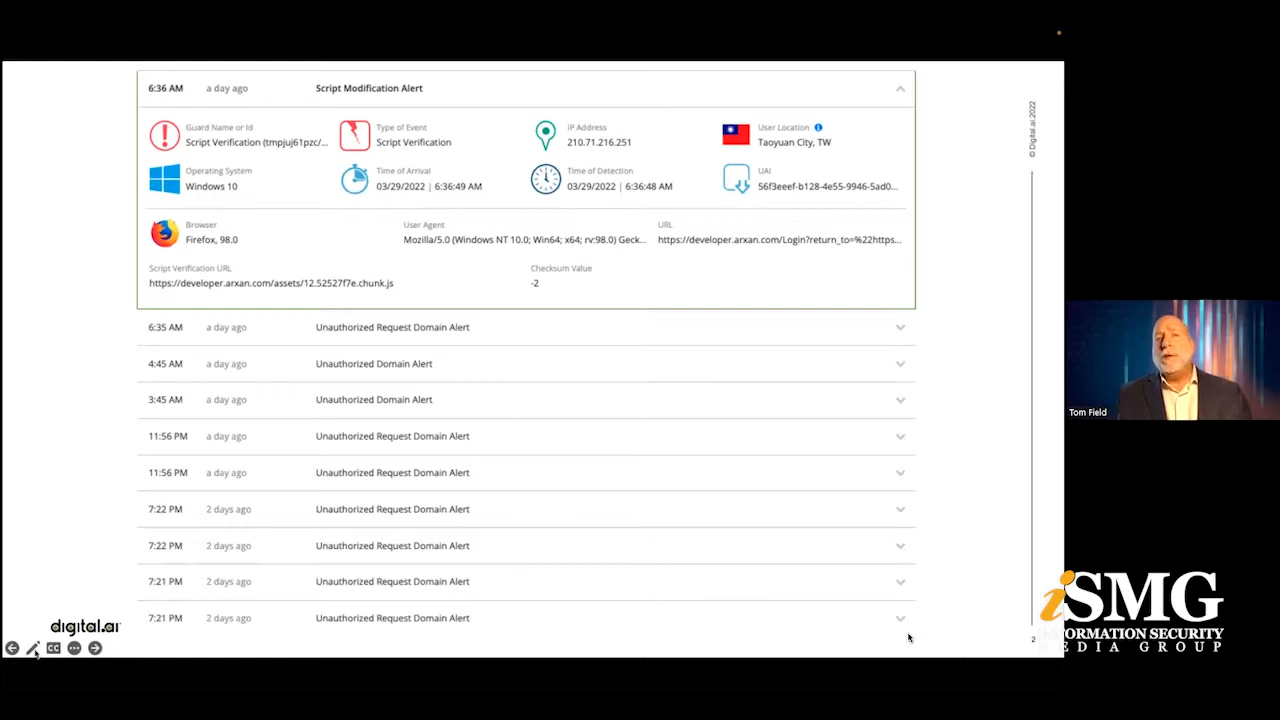 6:36 AM a day ago Script Modification Alert
Guard Name or Id Type of Event IP Address User Location
Script Verification (tmpjuj61pzc/... Script Verification 210.71.216.251 Taoyuan City, TW
Operating System Time of Arrival Time of Detection UAI
Windows 10 03/29/2022 | 6:36:49 AM 03/29/2022 | 6:36:48 AM 56f3eeef-b128-4e55-9946-5ad0...
Browser User Agent URL
Firefox, 98.0 Mozilla/5.0 (Windows NT 10.0; Win64; x64; rv:98.0) Geck... https://developer.arxan.com/Login?return_to=%22https...
Script Verification URL Checksum Value
https://developer.arxan.com/assets/12.52527f7e.chunk.js -2
6:35 AM a day ago Unauthorized Request Domain Alert
4:45 AM a day ago Unauthorized Domain Alert
3:45 AM a day ago Unauthorized Domain Alert
11:56 PM a day ago Unauthorized Request Domain Alert
11:56 PM a day ago Unauthorized Request Domain Alert
7:22 PM 2 days ago Unauthorized Request Domain Alert
7:22 PM 2 days ago Unauthorized Request Domain Alert
7:21 PM 2 days ago Unauthorized Request Domain Alert
7:21 PM 2 days ago Unauthorized Request Domain Alert
© Digital.ai 2022
2
digital.ai
CC
Tom Field
iSMG
INFORMATION SECURITY
MEDIA GROUP